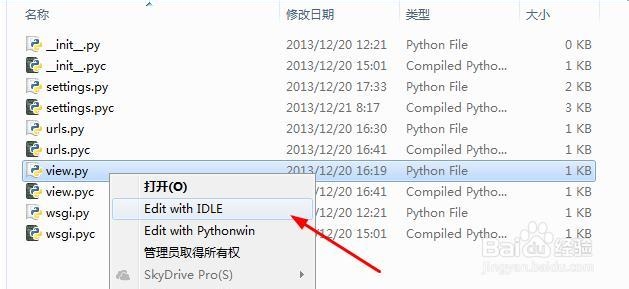 名称 修改日期 类型 大小
__init__.py 2013/12/20 12:21 Python File 0 KB
__init__.pyc 2013/12/20 15:01 Compiled Pytho... 1 KB
settings.py 2013/12/20 17:33 Python File 2 KB
settings.pyc 2013/12/21 8:17 Compiled Pytho... 3 KB
urls.py 2013/12/20 16:30 Python File 1 KB
urls.pyc 2013/12/20 16:41 Compiled Pytho... 1 KB
view.py 2013/12/20 16:19 Python File 1 KB
view.pyc 12/20 16:41 Compiled Pytho... 1 KB
打开(O)
Edit with IDLE
wsgi.py 12/20 12:21 Python File 1 KB
Edit with Pythonwin
wsgi.pyc 12/20 15:01 Compiled Pytho... 1 KB
管理员取得所有权
SkyDrive Pro(S)
Baidu 经验
jingyan.baidu.com